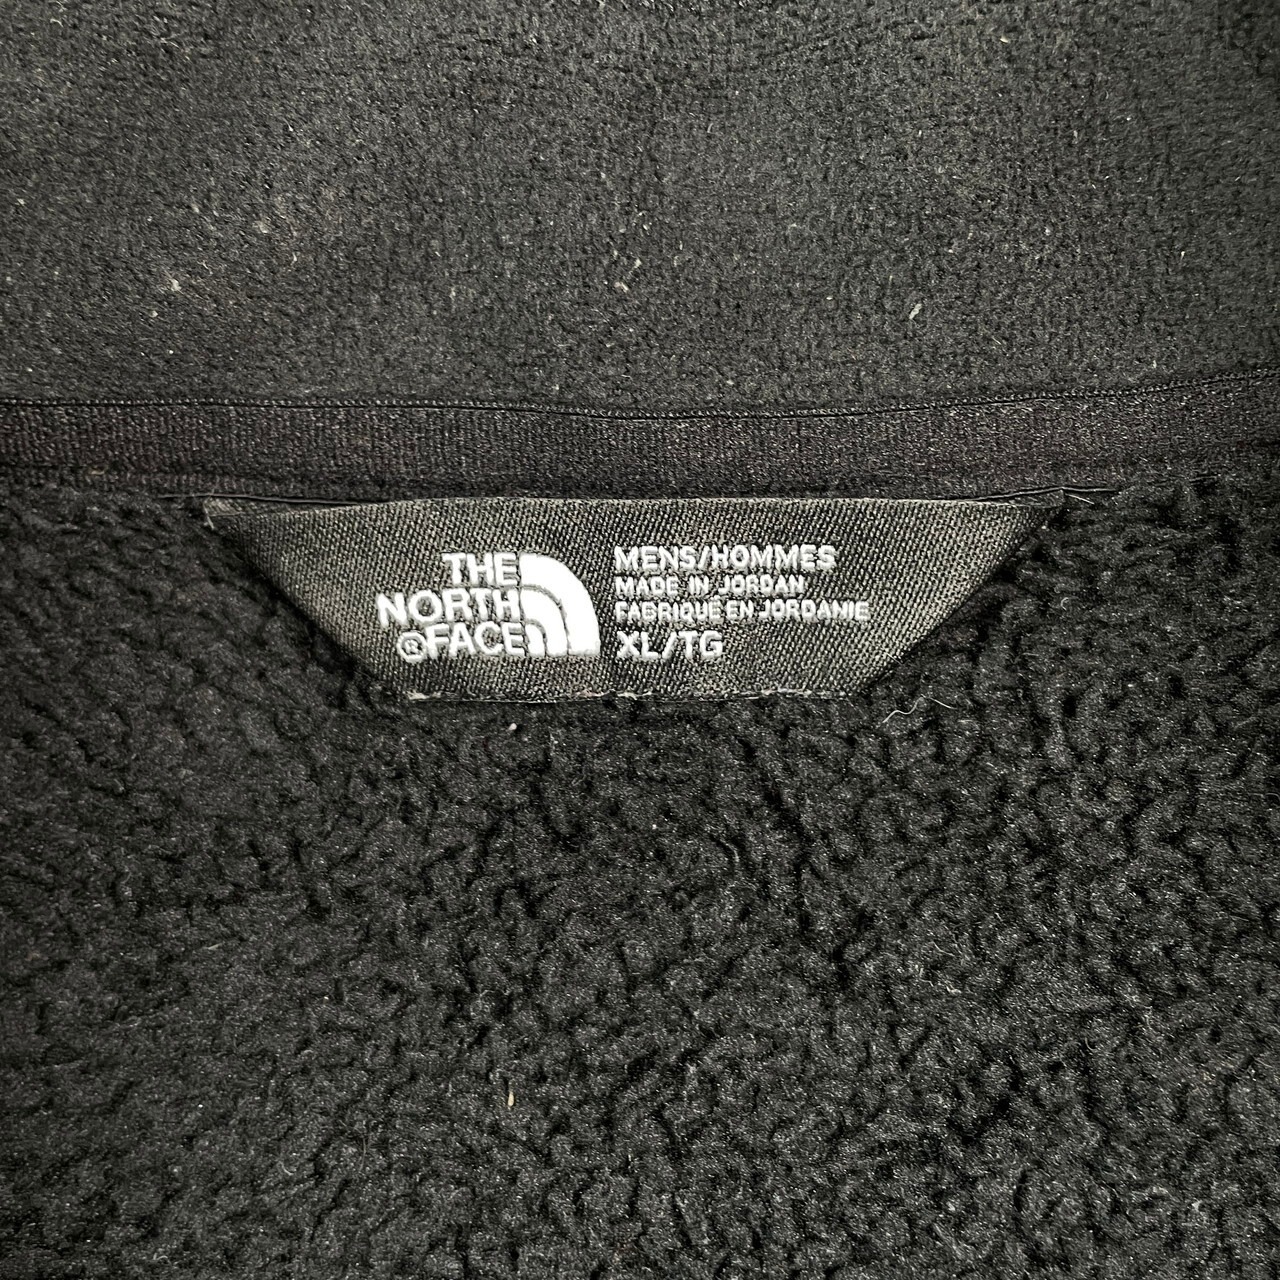 THE
NORTH
®FACE
MENS/HOMMES
MADE IN JORDAN
FABRIQUE EN JORDANIE
XL/TG